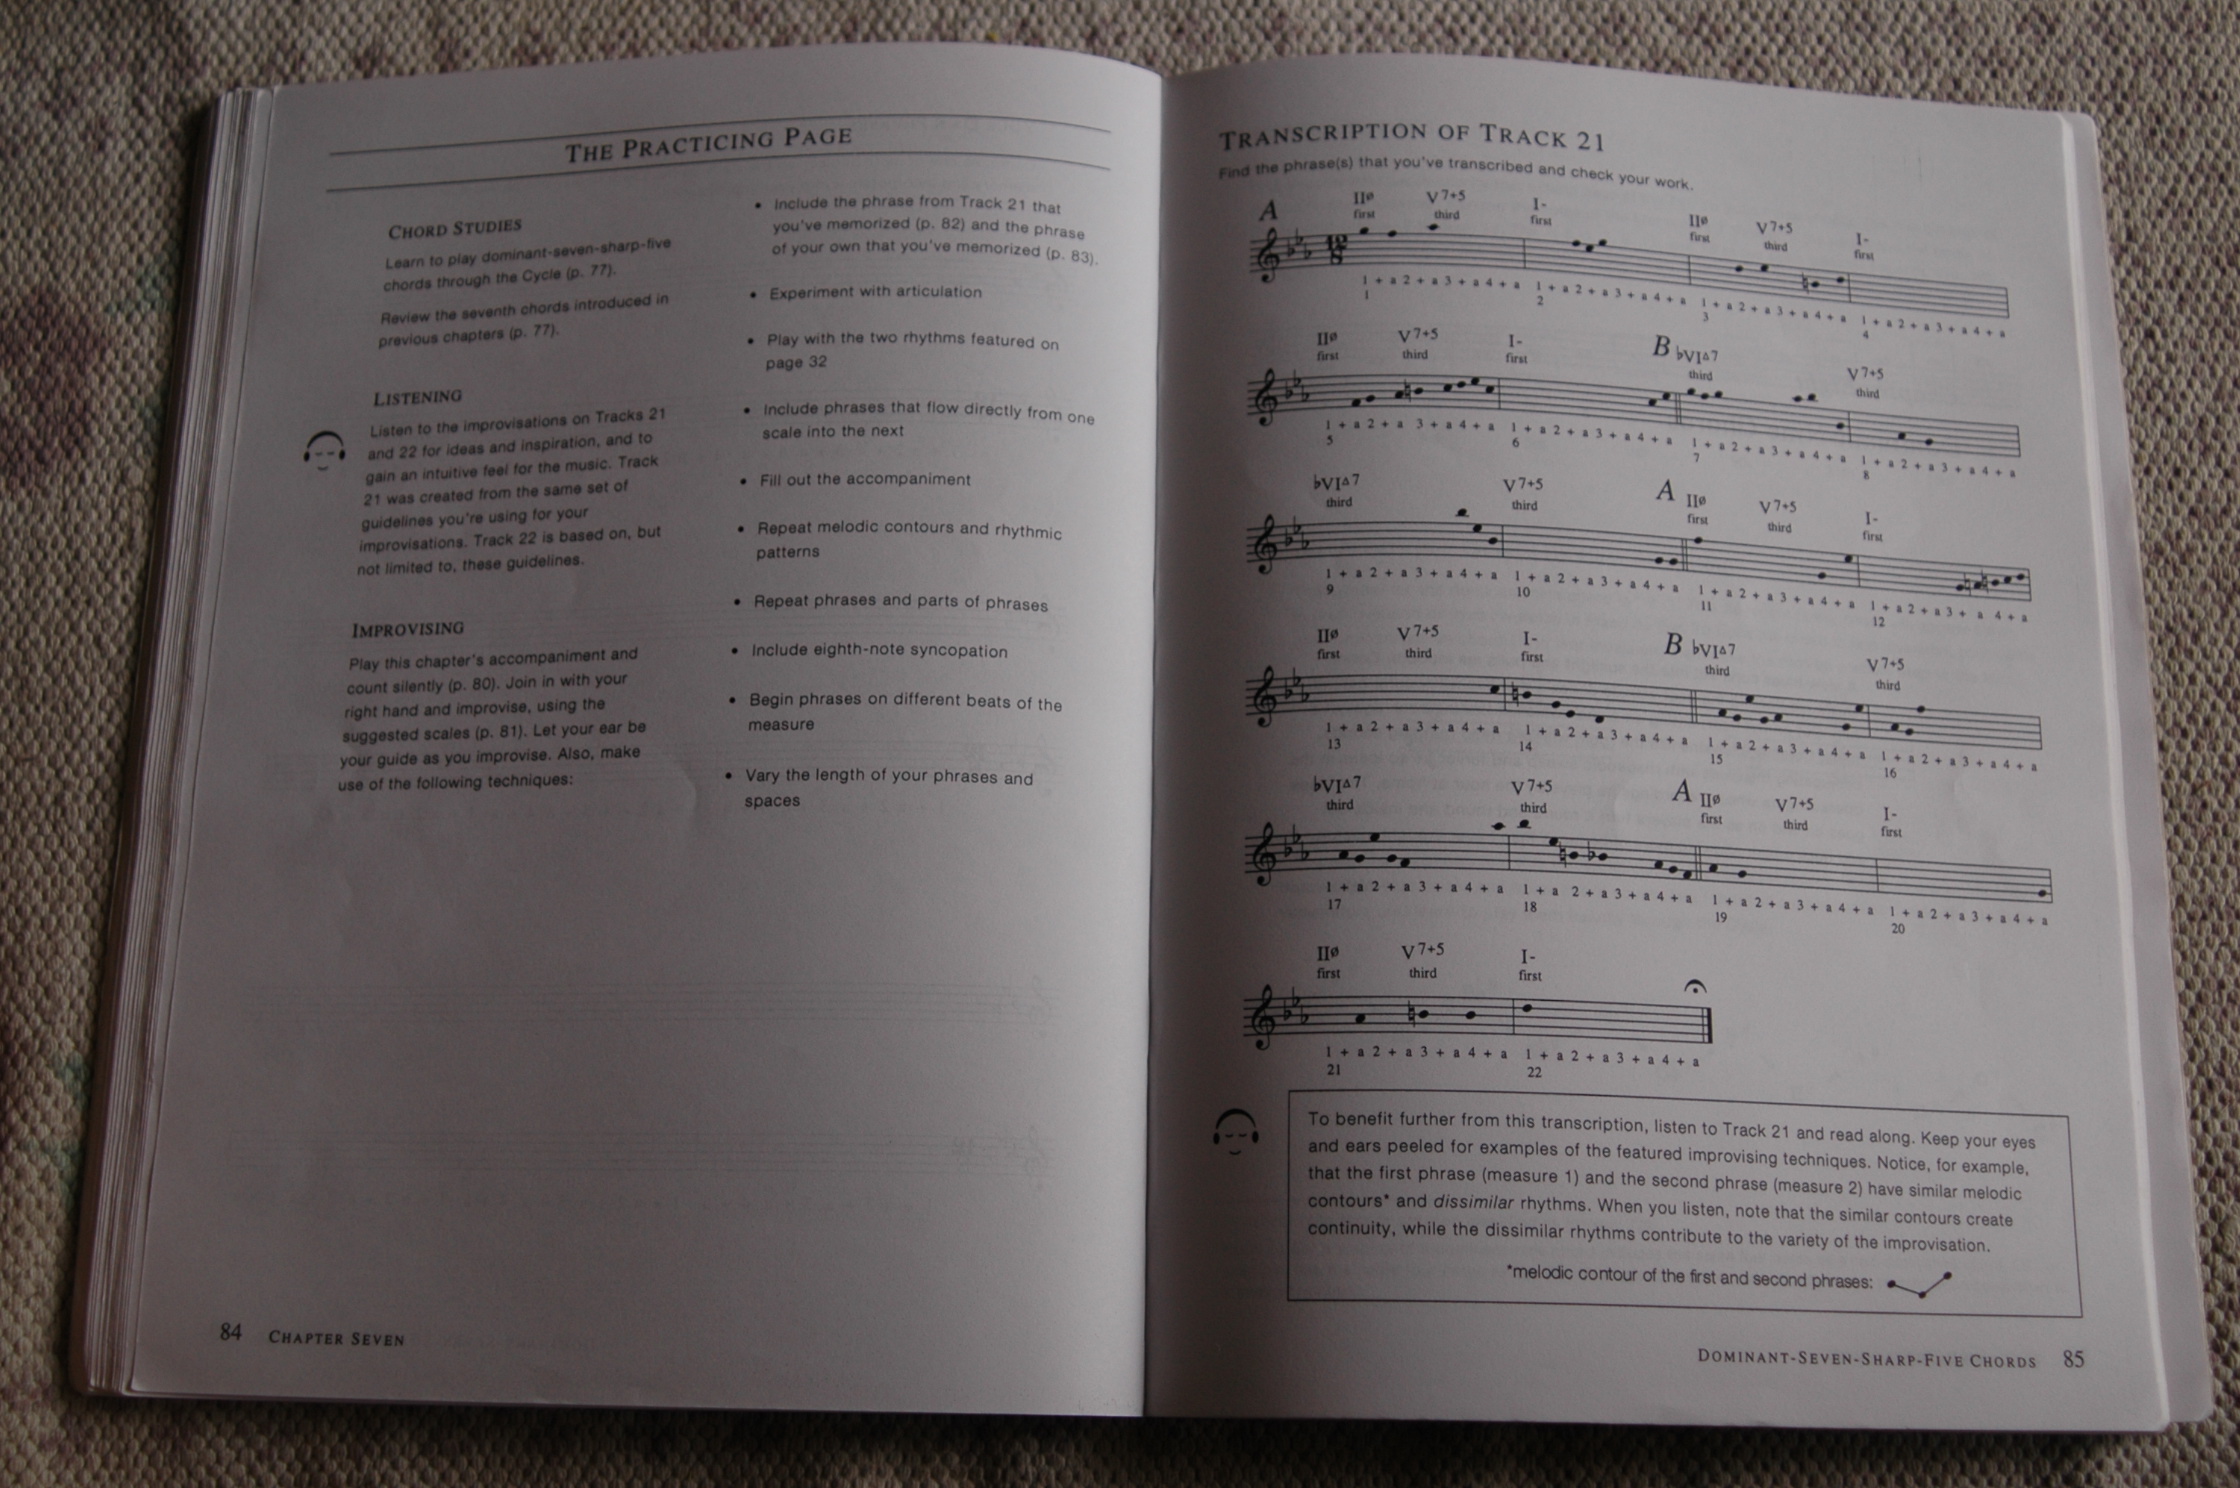 THE PRACTICING PAGE
CHORD STUDIES
Learn to play dominant-seven-sharp-five
chords through the Cycle (p. 77).
Review the seventh chords introduced in
previous chapters (p. 77).
LISTENING
Listen to the improvisations on Tracks 21
and 22 for ideas and inspiration, and to
gain an intuitive feel for the music. Track
21 was created from the same set of
guidelines you're using for your
improvisations. Track 22 is based on, but
not limited to, these guidelines.
IMPROVISING
Play this chapter's accompaniment and
count silently (p. 80). Join in with your
right hand and improvise, using the
suggested scales (p. 81). Let your ear be
your guide as you improvise. Also, make
use of the following techniques:
• Include the phrase from Track 21 that
you've memorized (p. 82) and the phrase
of your own that you've memorized (p. 83).
• Experiment with articulation
• Play with the two rhythms featured on
page 32
• Include phrases that flow directly from one
scale into the next
• Fill out the accompaniment
• Repeat melodic contours and rhythmic
patterns
• Repeat phrases and parts of phrases
• Include eighth-note syncopation
• Begin phrases on different beats of the
measure
• Vary the length of your phrases and
spaces
84 CHAPTER SEVEN
TRANSCRIPTION OF TRACK 21
Find the phrase(s) that you've transcribed and check your work.
A IIø V7+5 I- IIø V7+5 I-
first third first first third first
1 + a 2 + a 3 + a 4 + a 1 + a 2 + a 3 + a 4 + a 1 + a 2 + a 3 + a 4 + a 1 + a 2 + a 3 + a 4 + a
1 2 3 4
IIø V7+5 I- B ♭VIΔ7 V7+5
first third first third third
1 + a 2 + a 3 + a 4 + a 1 + a 2 + a 3 + a 4 + a 1 + a 2 + a 3 + a 4 + a 1 + a 2 + a 3 + a 4 + a
5 6 7 8
♭VIΔ7 V7+5 A IIø V7+5 I-
third third first third first
1 + a 2 + a 3 + a 4 + a 1 + a 2 + a 3 + a 4 + a 1 + a 2 + a 3 + a 4 + a 1 + a 2 + a 3 + a 4 + a
9 10 11 12
IIø V7+5 I- B ♭VIΔ7 V7+5
first third first third third
1 + a 2 + a 3 + a 4 + a 1 + a 2 + a 3 + a 4 + a 1 + a 2 + a 3 + a 4 + a 1 + a 2 + a 3 + a 4 + a
13 14 15 16
♭VIΔ7 V7+5 A IIø V7+5 I-
third third first third first
1 + a 2 + a 3 + a 4 + a 1 + a 2 + a 3 + a 4 + a 1 + a 2 + a 3 + a 4 + a 1 + a 2 + a 3 + a 4 + a
17 18 19 20
IIø V7+5 I-
first third first
1 + a 2 + a 3 + a 4 + a 1 + a 2 + a 3 + a 4 + a
21 22
To benefit further from this transcription, listen to Track 21 and read along. Keep your eyes
and ears peeled for examples of the featured improvising techniques. Notice, for example,
that the first phrase (measure 1) and the second phrase (measure 2) have similar melodic
contours* and dissimilar rhythms. When you listen, note that the similar contours create
continuity, while the dissimilar rhythms contribute to the variety of the improvisation.
*melodic contour of the first and second phrases:
DOMINANT-SEVEN-SHARP-FIVE CHORDS 85